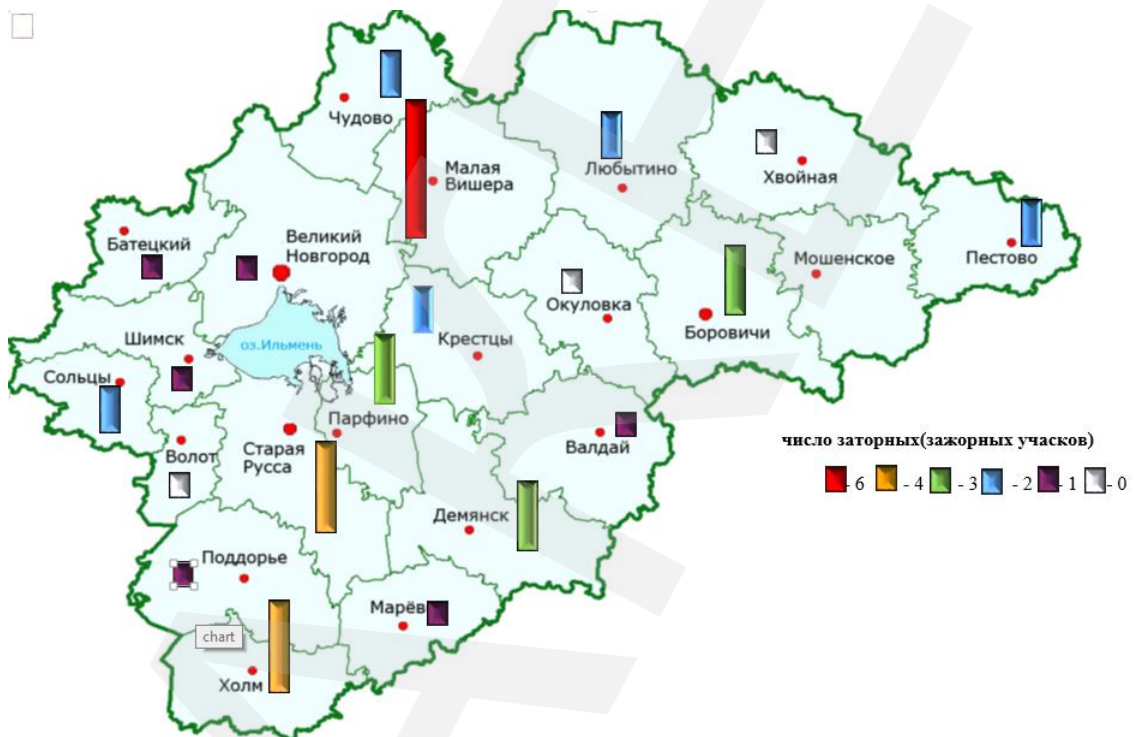 Чудово
Малая
Вишера
Любытино
Хвойная
Батецкий
Великий
Новгород
Мошенское
Пестово
Окуловка
Боровичи
Шимск
оз.Ильмень
Крестцы
Сольцы
Парфино
Волот
Старая
Русса
Валдай
число заторных(зажорных учасков)
- 6 - 4 - 3 - 2 - 1 - 0
Демянск
Поддорье
Марёв
chart
Холм